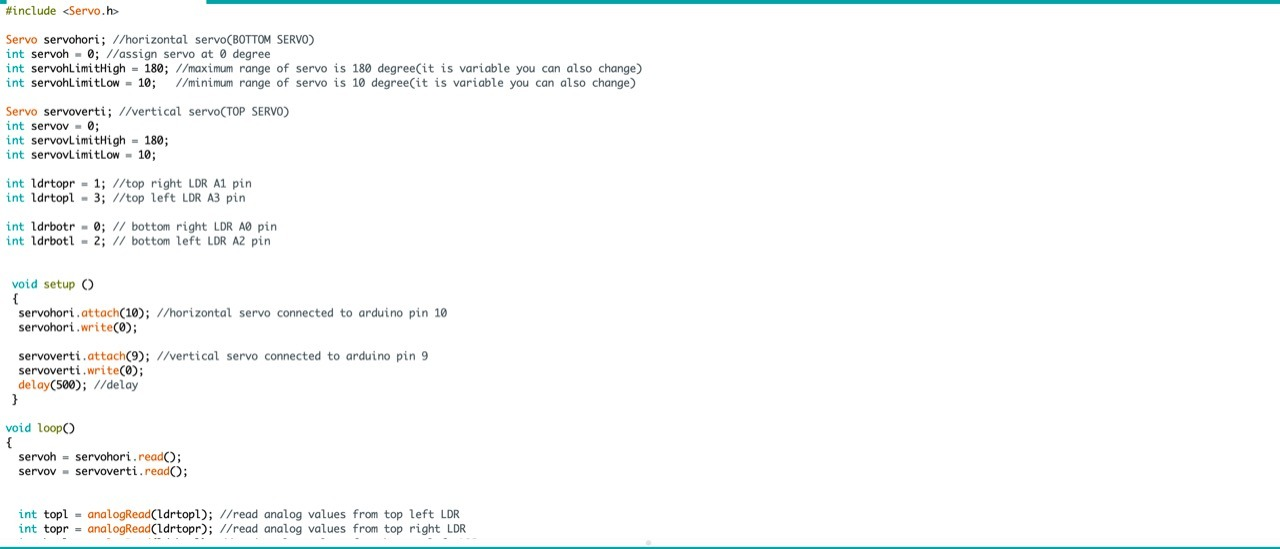 #include <Servo.h>
Servo servohori; //horizontal servo(BOTTOM SERVO)
int servoh = 0; //assign servo at 0 degree
int servohLimitHigh = 180; //maximum range of servo is 180 degree(it is variable you can also change)
int servohLimitLow = 10;   //minimum range of servo is 10 degree(it is variable you can also change)
Servo servoverti; //vertical servo(TOP SERVO)
int servov = 0;
int servovLimitHigh = 180;
int servovLimitLow = 10;
int ldrtopr = 1; //top right LDR A1 pin
int ldrtopl = 3; //top left LDR A3 pin
int ldrbotr = 0; // bottom right LDR A0 pin
int ldrbotl = 2; // bottom left LDR A2 pin
void setup ()
{
servohori.attach(10); //horizontal servo connected to arduino pin 10
servohori.write(0);
servoverti.attach(9); //vertical servo connected to arduino pin 9
servoverti.write(0);
delay(500); //delay
}
void loop()
{
servoh = servohori.read();
servov = servoverti.read();
int topl = analogRead(ldrtopl); //read analog values from top left LDR
int topr = analogRead(ldrtopr); //read analog values from top right LDR